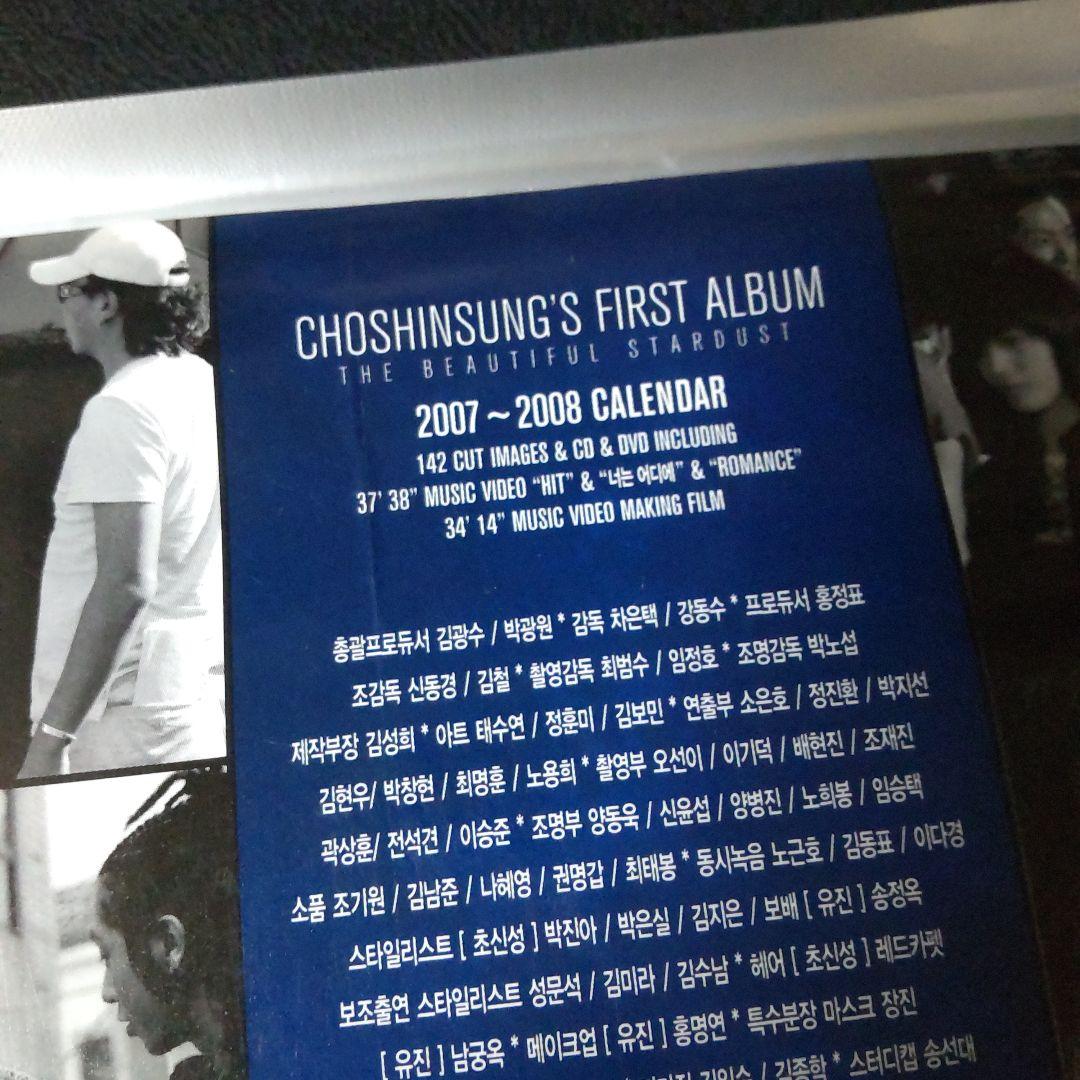 CHOSHINSUNG'S FIRST ALBUM
THE BEAUTIFUL STARDUST
2007 ~ 2008 CALENDAR
142 CUT IMAGES & CD & DVD INCLUDING
37' 38" MUSIC VIDEO "HIT" & "너는 어디에" & "ROMANCE"
34' 14" MUSIC VIDEO MAKING FILM
총괄프로듀서 김광수 / 박광원 * 감독 차은택 / 강동수 * 프로듀서 홍정표
조감독 신동경 / 김철 * 촬영감독 최범수 / 임정호 * 조명감독 박노섭
제작부장 김성희 * 아트 태수연 / 정훈미 / 김보민 * 연출부 소은호 / 정진환 / 박지선
김현우/ 박창현 / 최명훈 / 노용희 * 촬영부 오선이 / 이기덕 / 배현진 / 조재진
곽상훈/ 전석견 / 이승준 * 조명부 양동욱 / 신윤섭 / 양병진 / 노희봉 / 임승택
소품 조기원 / 김남준 / 나혜영 / 권명갑 / 최태봉 * 동시녹음 노근호 / 김동표 / 이다경
스타일리스트 [ 초신성 ] 박진아 / 박은실 / 김지은 / 보배 [ 유진 ] 송정옥
보조출연 스타일리스트 성문석 / 김미라 / 김수남 * 헤어 [ 초신성 ] 레드카펫
[ 유진 ] 남궁옥 * 메이크업 [ 유진 ] 홍명연 * 특수분장 마스크 장진
/ 김종학 * 스터디캡 송선대